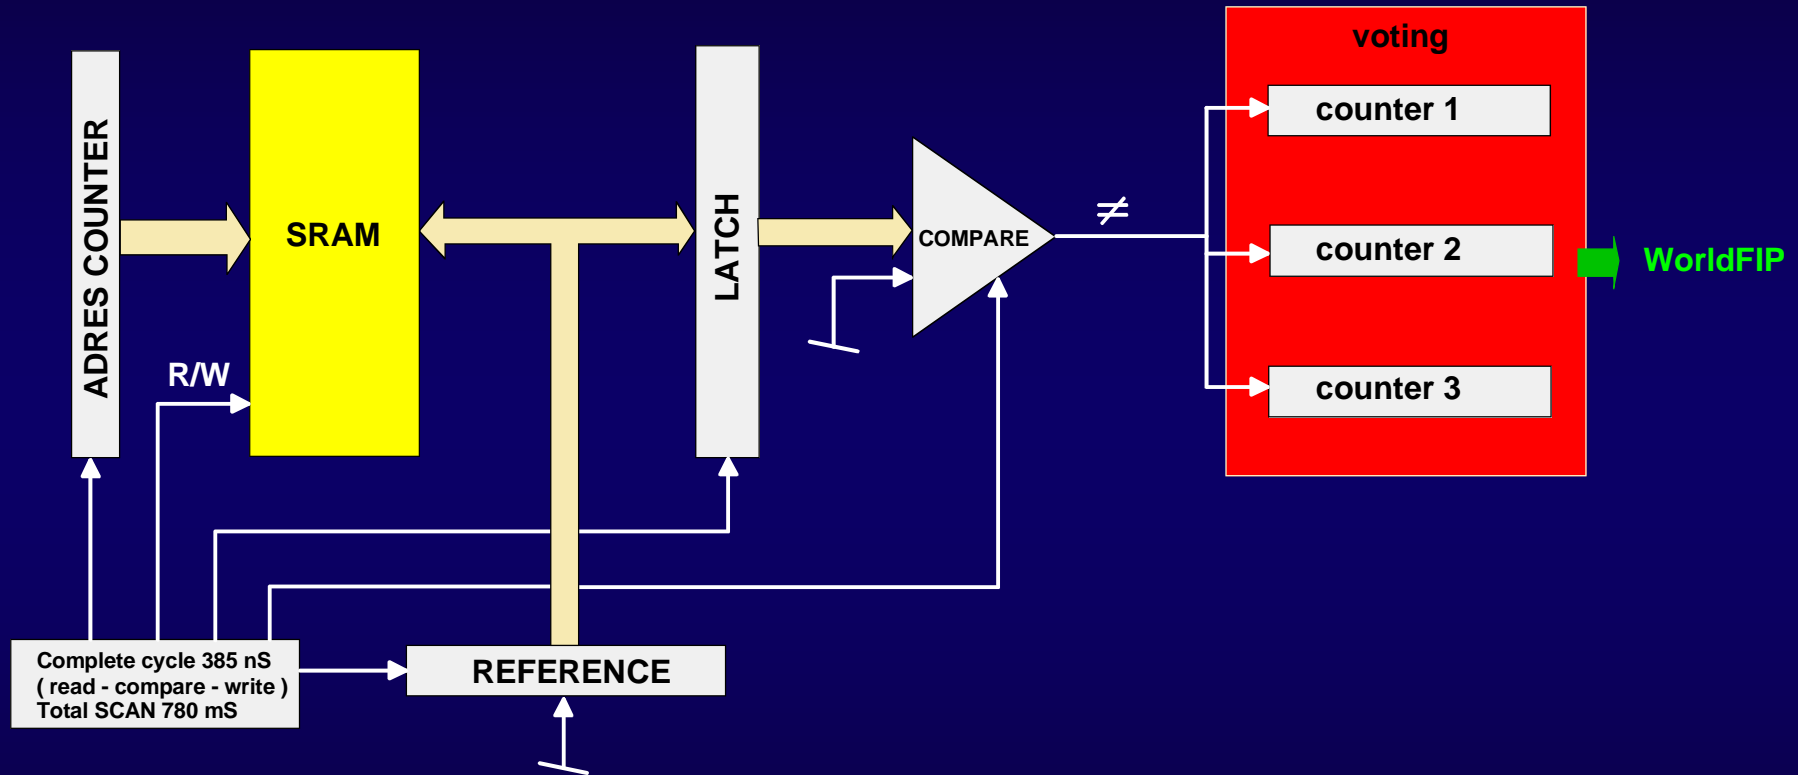 voting
counter 1
ADRES COUNTER
SRAM
LATCH
COMPARE
≠
counter 2
WorldFIP
R/W
counter 3
Complete cycle 385 nS
( read - compare - write )
Total SCAN 780 mS
REFERENCE